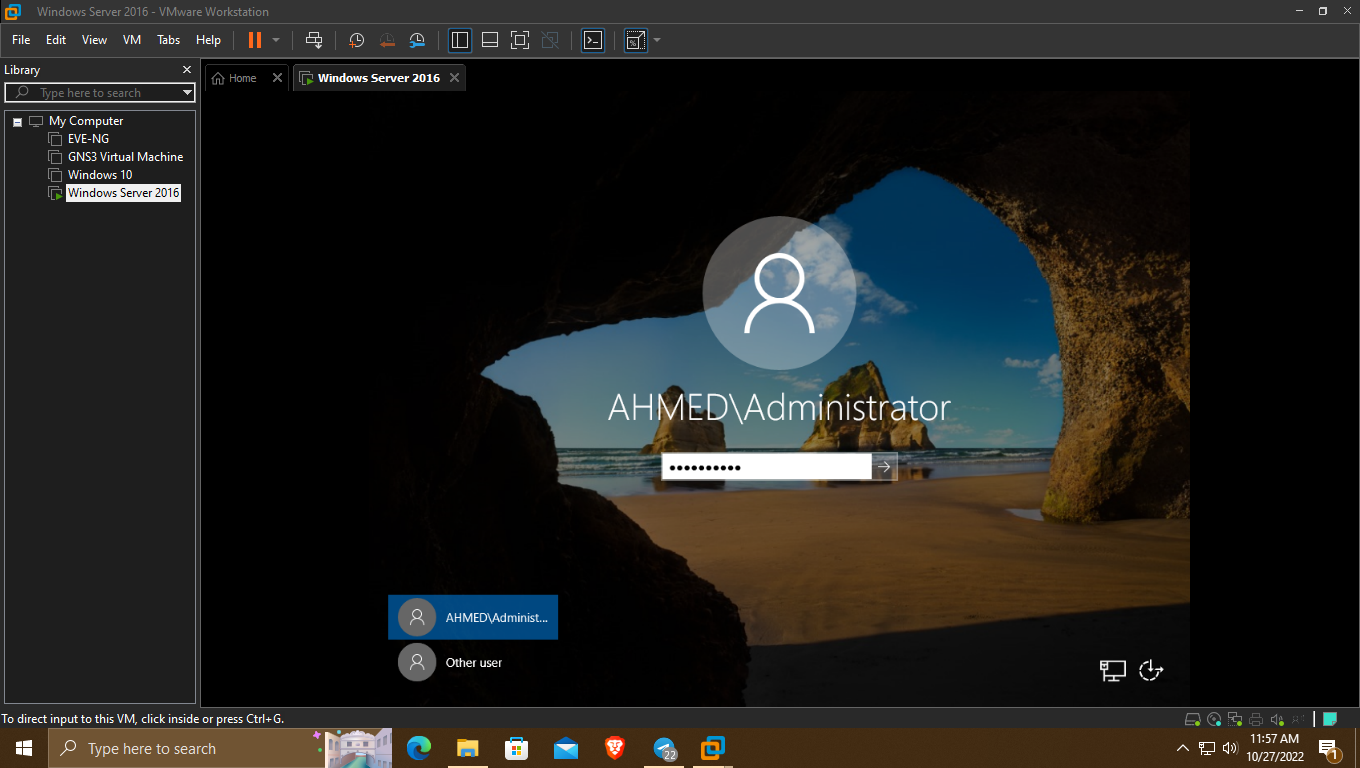 Windows Server 2016 - VMware Workstation
File Edit View VM Tabs Help
Library
Type here to search
My Computer
EVE-NG
GNS3 Virtual Machine
Windows 10
Windows Server 2016
Home
Windows Server 2016
AHMED\Administrator
AHMED\Administ...
Other user
To direct input to this VM, click inside or press Ctrl+G.
Type here to search
22
11:57 AM
10/27/2022
1